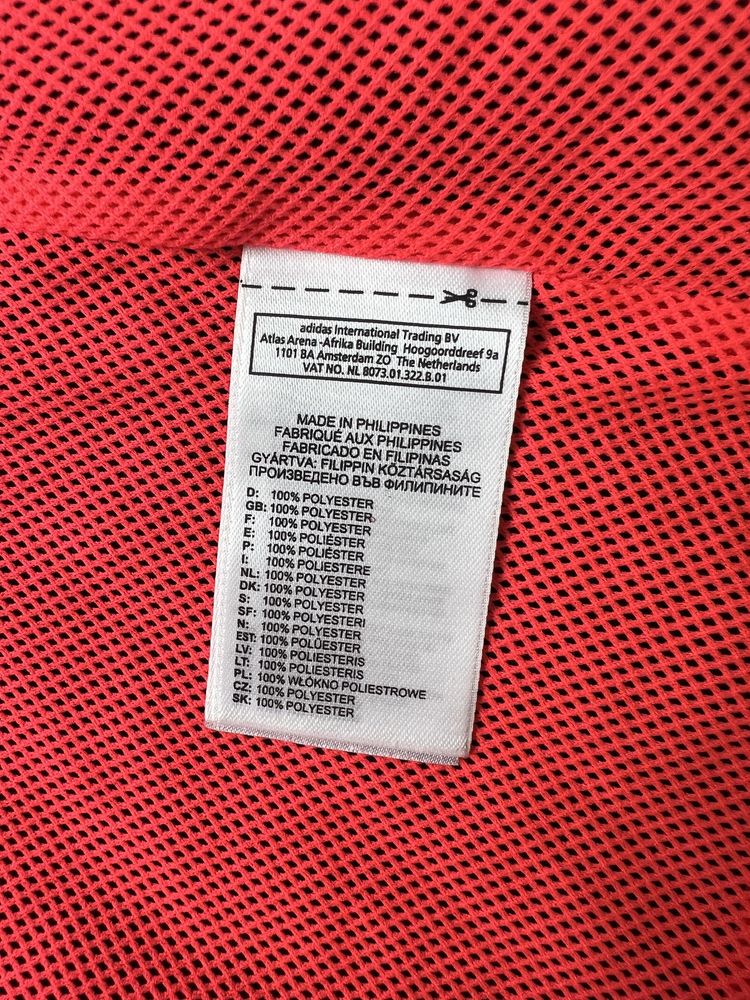 adidas International Trading BV
Atlas Arena -Afrika Building Hoogoorddreef 9a
1101 BA Amsterdam ZO The Netherlands
VAT NO. NL 8073.01.322.B.01
MADE IN PHILIPPINES
FABRIQUÉ AUX PHILIPPINES
FABRICADO EN FILIPINAS
GYÁRTVA: FILIPPIN KÖZTÁRSASÁG
ПРОИЗВЕДЕНО ВЪВ ФИЛИПИНИТЕ
D: 100% POLYESTER
GB: 100% POLYESTER
F: 100% POLYESTER
E: 100% POLIÉSTER
P: 100% POLIÉSTER
I: 100% POLIESTERE
NL: 100% POLYESTER
DK: 100% POLYESTER
S: 100% POLYESTER
SF: 100% POLYESTERI
N: 100% POLYESTER
EST: 100% POLÜESTER
LV: 100% POLIESTERIS
LT: 100% POLIESTERIS
PL: 100% WŁÓKNO POLIESTROWE
CZ: 100% POLYESTER
SK: 100% POLYESTER